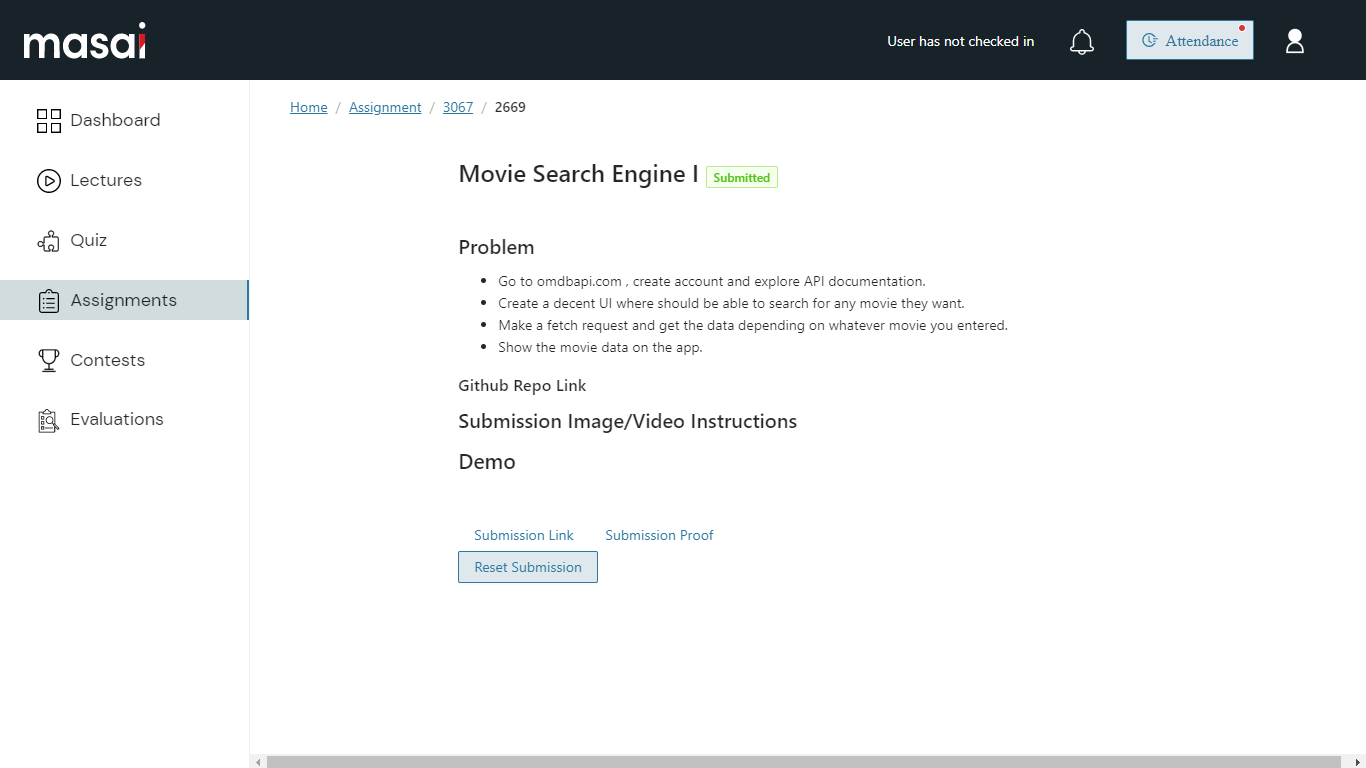 masai
User has not checked in
Attendance
Dashboard
Lectures
Quiz
Assignments
Contests
Evaluations
Home / Assignment / 3067 / 2669
Movie Search Engine I Submitted
Problem
Go to omdbapi.com , create account and explore API documentation.
Create a decent UI where should be able to search for any movie they want.
Make a fetch request and get the data depending on whatever movie you entered.
Show the movie data on the app.
Github Repo Link
Submission Image/Video Instructions
Demo
Submission Link Submission Proof
Reset Submission